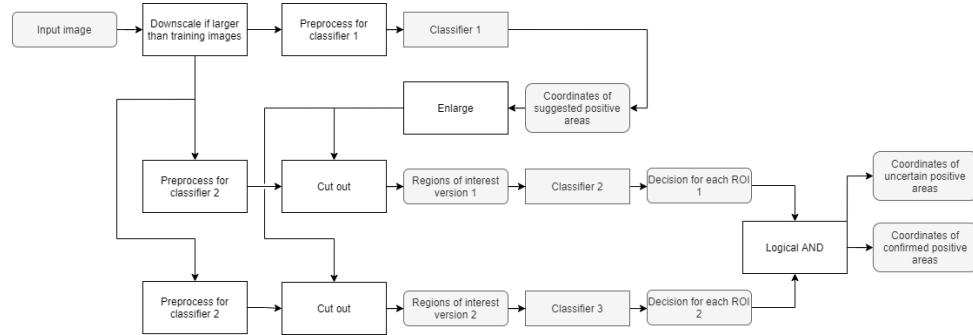 Input image
Downscale if larger
than training images
Preprocess for
classifier 1
Classifier 1
Coordinates of
suggested positive
areas
Enlarge
Preprocess for
classifier 2
Cut out
Regions of interest
version 1
Classifier 2
Decision for each ROI
1
Coordinates of
uncertain positive
areas
Logical AND
Coordinates of
confirmed positive
areas
Preprocess for
classifier 2
Cut out
Regions of interest
version 2
Classifier 3
Decision for each ROI
2